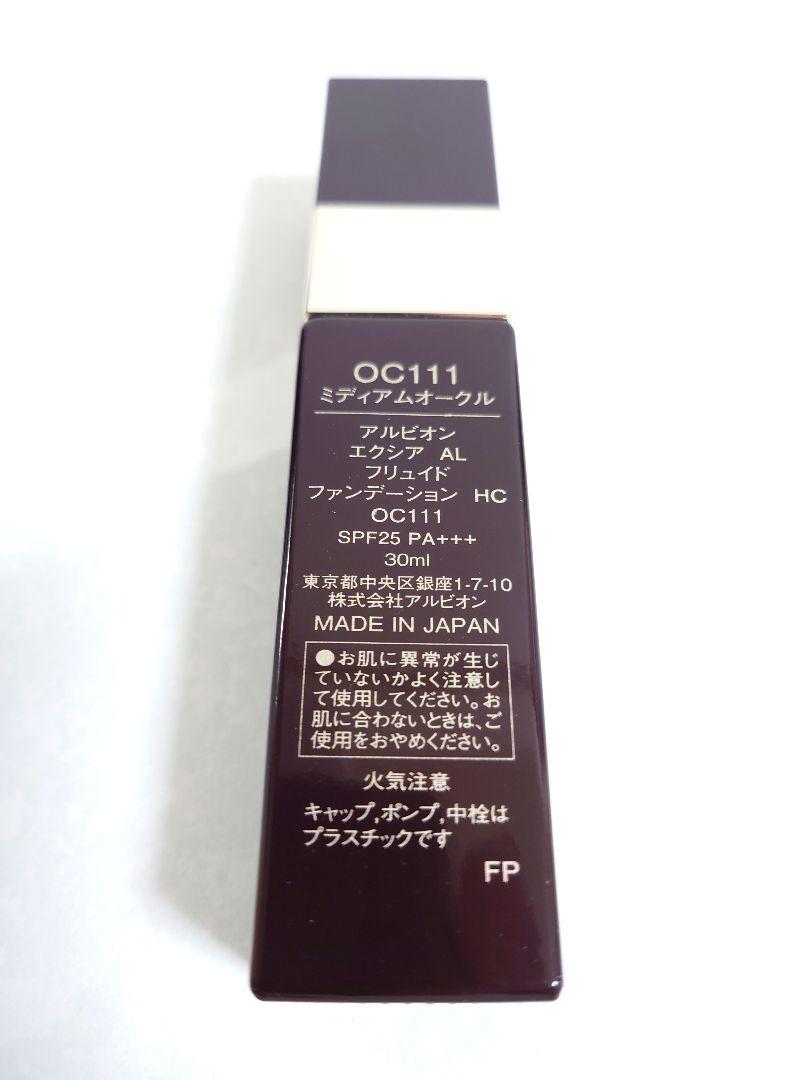 OC111
ミディアムオークル
アルビオン
エクシア AL
フリュイド
ファンデーション HC
OC111
SPF25 PA+++
30ml
東京都中央区銀座1-7-10
株式会社アルビオン
MADE IN JAPAN
●お肌に異常が生じ
ていないかよく注意し
て使用してください。お
肌に合わないときは、ご
使用をおやめください。
火気注意
キャップ,ポンプ,中栓は
プラスチックです
FP